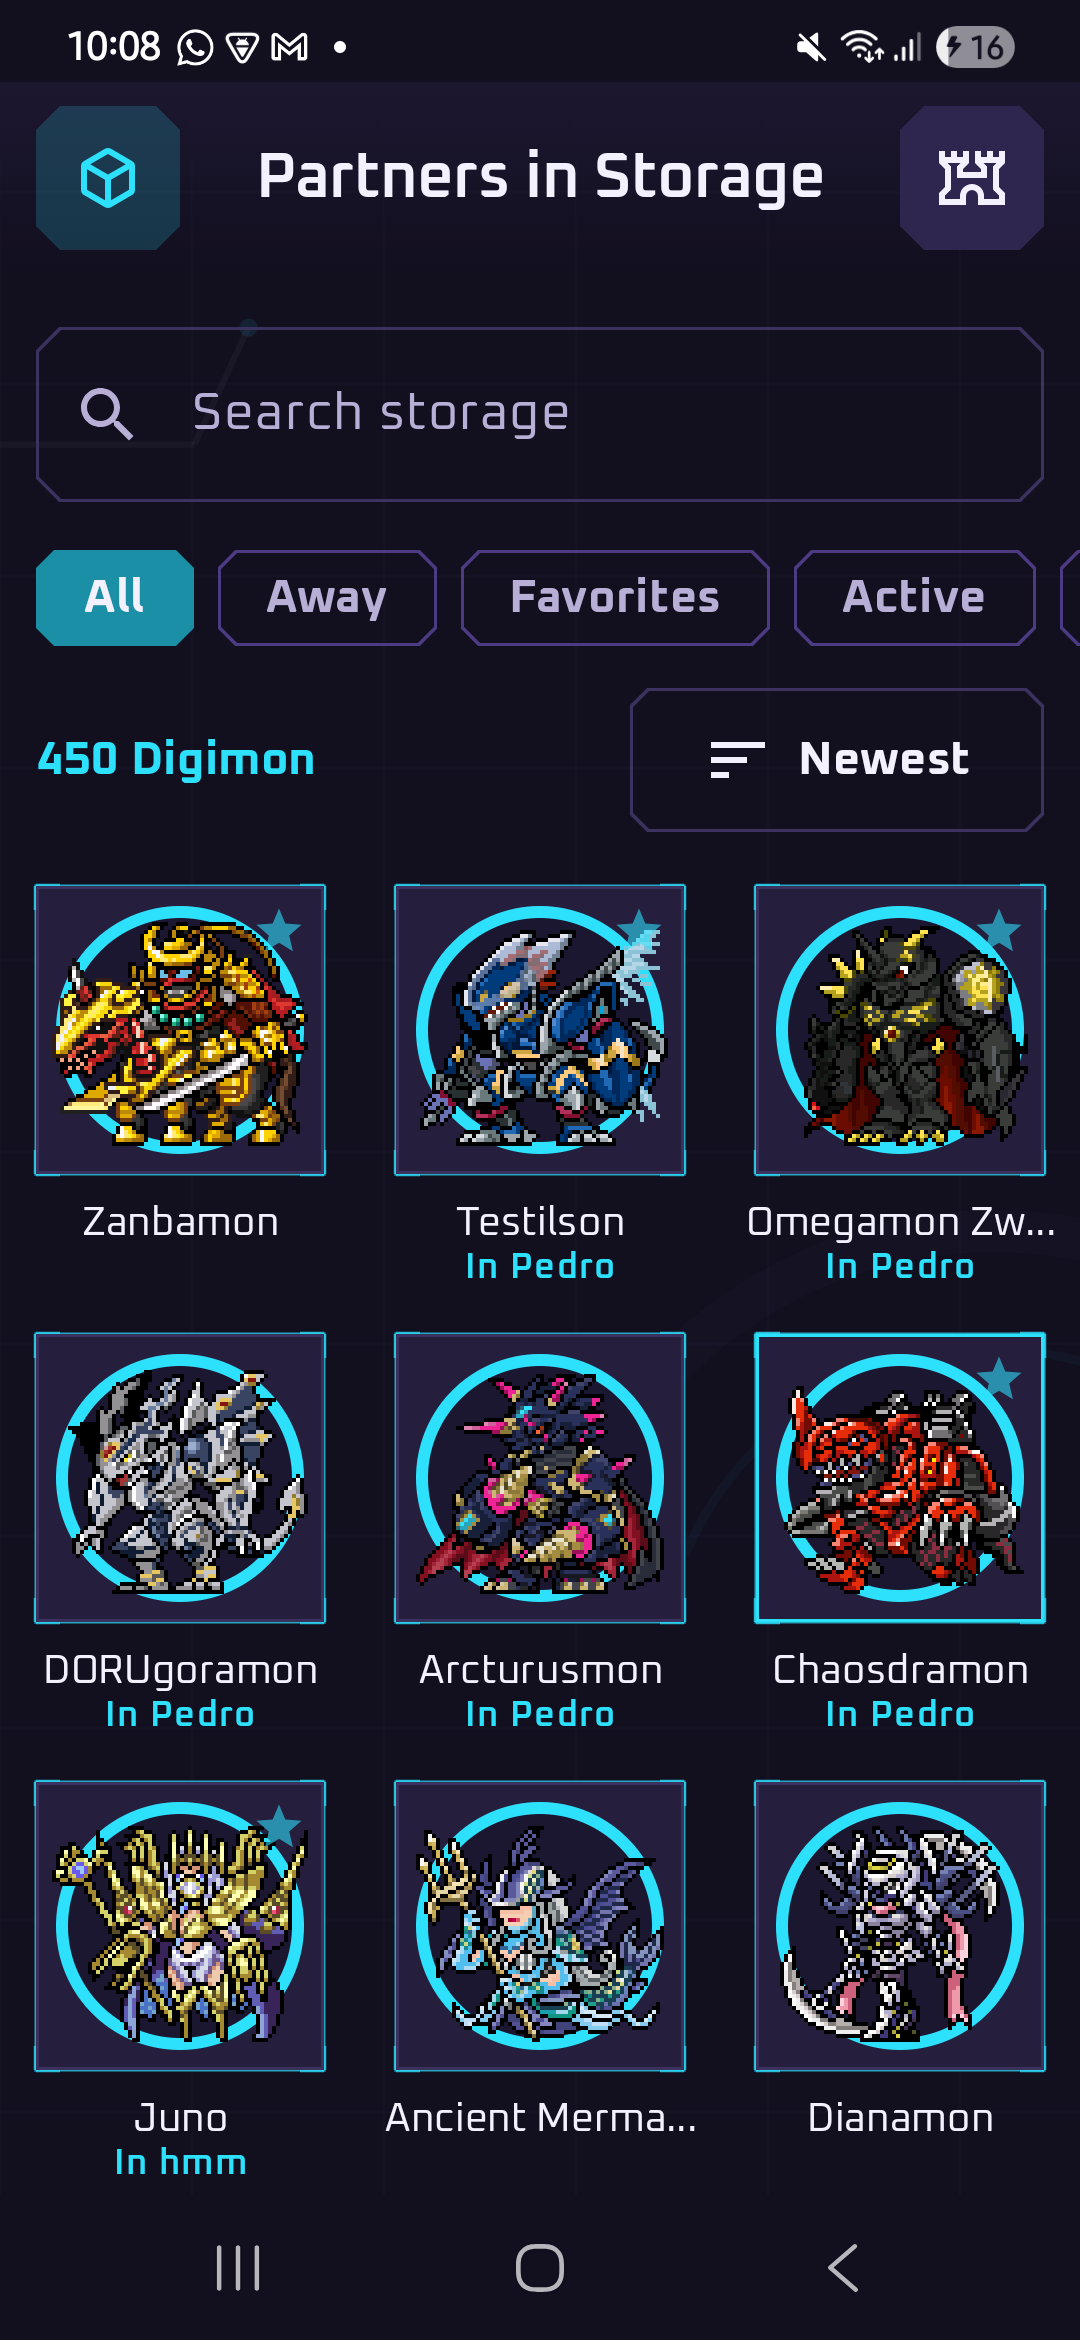 10:08
16
Partners in Storage
Search storage
All Away Favorites Active
450 Digimon
Newest
Zanbamon Testilson Omegamon Zw...
In Pedro In Pedro
DORUgoramon Arcturusmon Chaosdramon
In Pedro In Pedro In Pedro
Juno Ancient Merma... Dianamon
In hmm